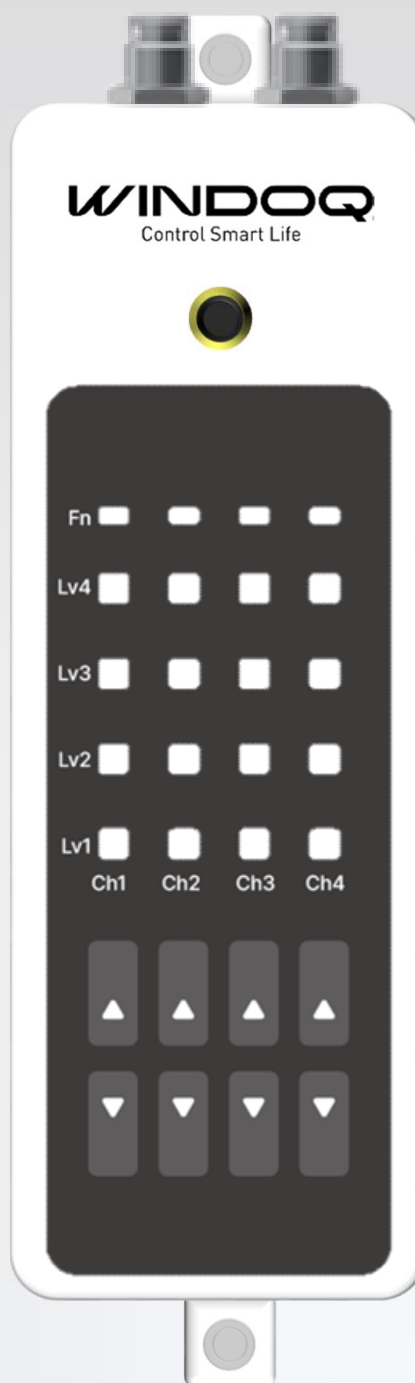 WINDOQ
Control Smart Life
Fn
Lv4
Lv3
Lv2
Lv1
Ch1 Ch2 Ch3 Ch4